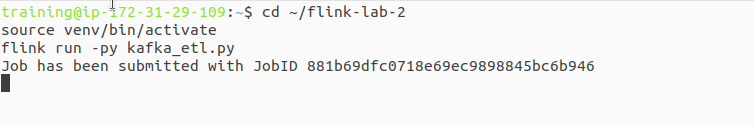 training@ip-172-31-29-109:~$ cd ~/flink-lab-2
source venv/bin/activate
flink run -py kafka_etl.py
Job has been submitted with JobID 881b69dfc0718e69ec9898845bc6b946